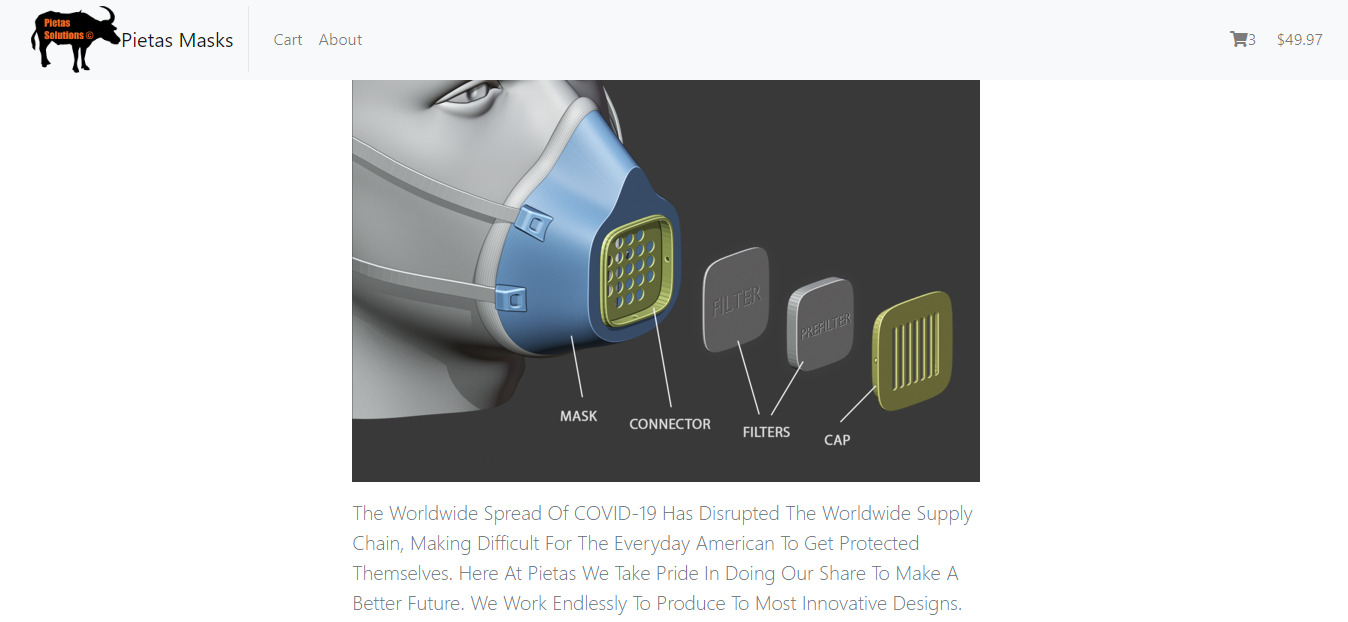 Pietas
Solutions ©
Pietas Masks
Cart
About
3
$49.97
FILTER
PREFILTER
MASK
CONNECTOR
FILTERS
CAP
The Worldwide Spread Of COVID-19 Has Disrupted The Worldwide Supply
Chain, Making Difficult For The Everyday American To Get Protected
Themselves. Here At Pietas We Take Pride In Doing Our Share To Make A
Better Future. We Work Endlessly To Produce To Most Innovative Designs.